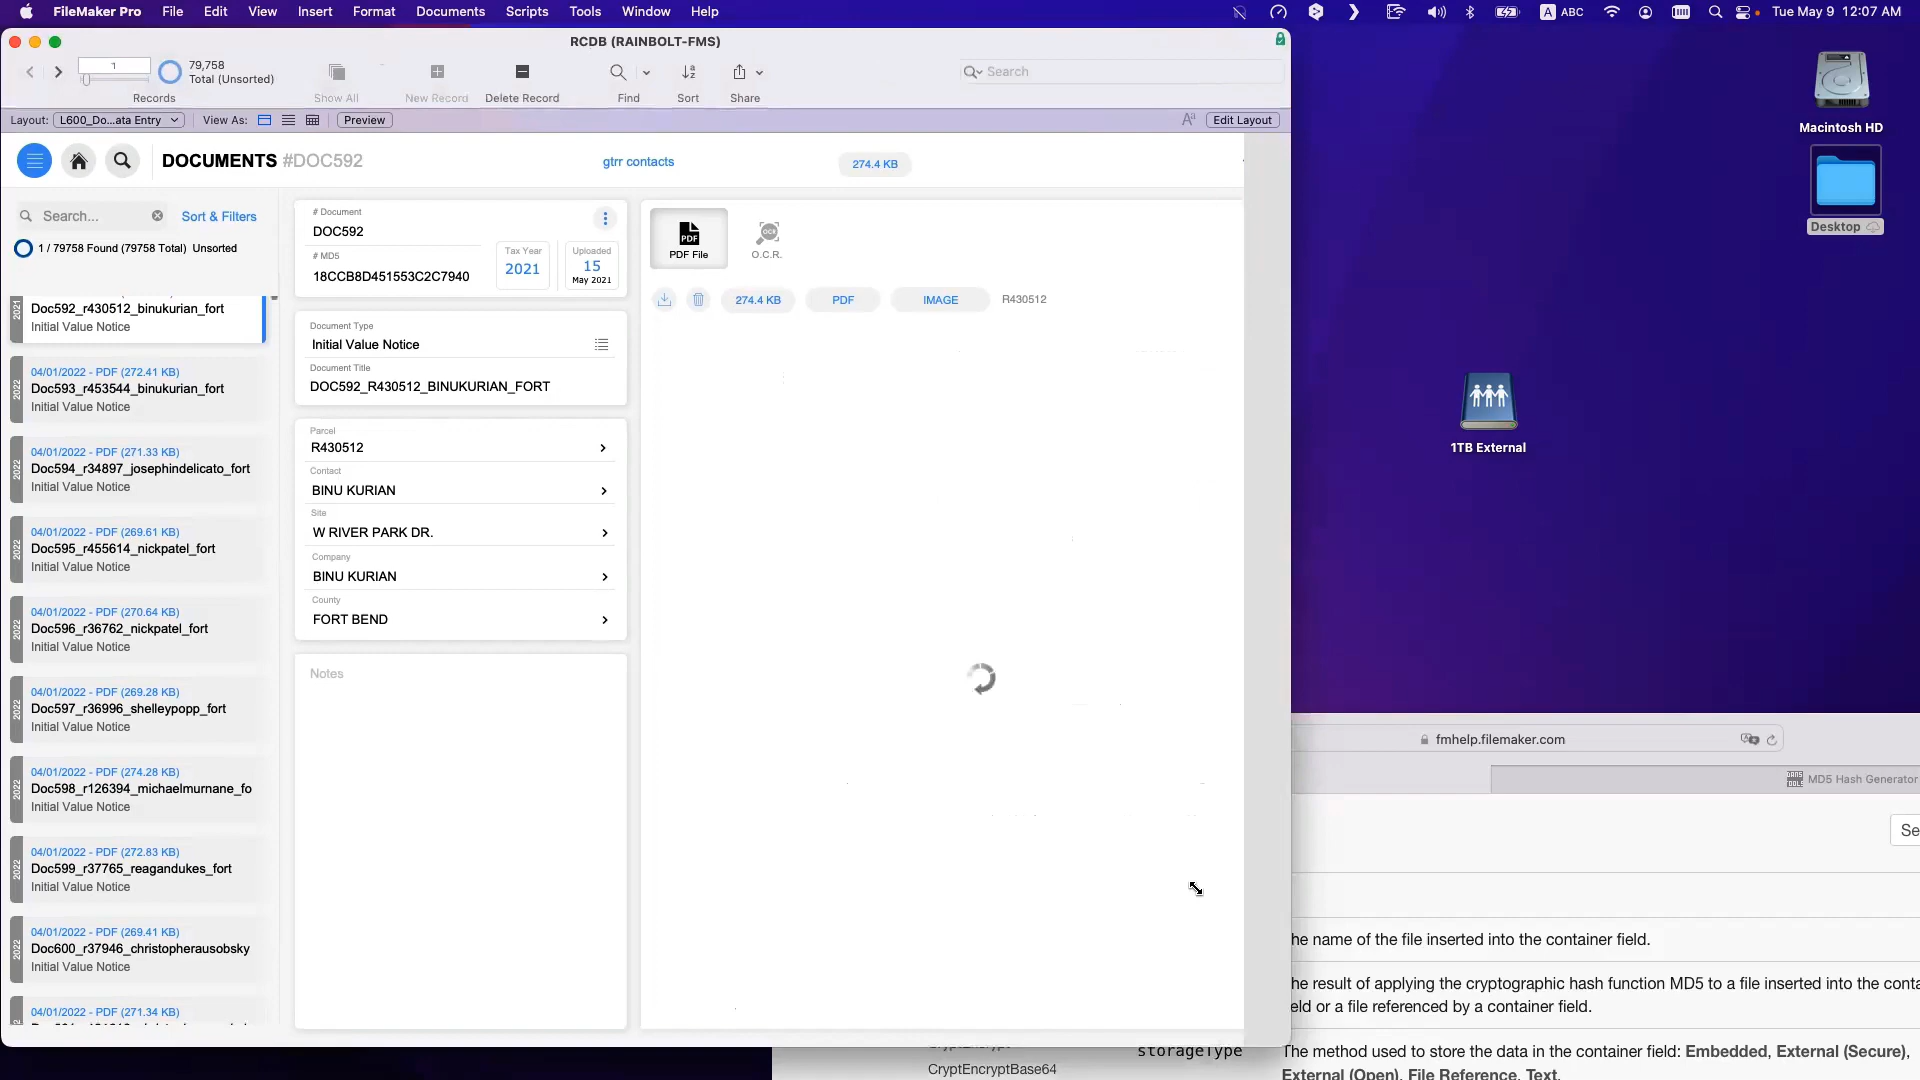 FileMaker Pro File Edit View Insert Format Documents Scripts Tools Window Help
A ABC Tue May 9 12:07 AM
RCDB (RAINBOLT-FMS)
1
79,758
Total (Unsorted)
Search
Records Show All New Record Delete Record Find Sort Share
Layout: L600_Do...ata Entry View As: Preview
Edit Layout
DOCUMENTS #DOC592
gtrr contacts
274.4 KB
Search...
Sort & Filters
1 / 79758 Found (79758 Total) Unsorted
2021
Doc592_r430512_binukurian_fort
Initial Value Notice
2022
04/01/2022 - PDF (272.41 KB)
Doc593_r453544_binukurian_fort
Initial Value Notice
2022
04/01/2022 - PDF (271.33 KB)
Doc594_r34897_josephindelicato_fort
Initial Value Notice
2022
04/01/2022 - PDF (269.61 KB)
Doc595_r455614_nickpatel_fort
Initial Value Notice
2022
04/01/2022 - PDF (270.64 KB)
Doc596_r36762_nickpatel_fort
Initial Value Notice
2022
04/01/2022 - PDF (269.28 KB)
Doc597_r36996_shelleypopp_fort
Initial Value Notice
2022
04/01/2022 - PDF (274.28 KB)
Doc598_r126394_michaelmurnane_fo
Initial Value Notice
2022
04/01/2022 - PDF (272.83 KB)
Doc599_r37765_reagandukes_fort
Initial Value Notice
2022
04/01/2022 - PDF (269.41 KB)
Doc600_r37946_christopherausobsky
Initial Value Notice
04/01/2022 - PDF (271.34 KB)
# Document
DOC592
# MD5
18CCB8D451553C2C7940
Tax Year
2021
Uploaded
15
May 2021
Document Type
Initial Value Notice
Document Title
DOC592_R430512_BINUKURIAN_FORT
Parcel
R430512
Contact
BINU KURIAN
Site
W RIVER PARK DR.
Company
BINU KURIAN
County
FORT BEND
Notes
PDF
PDF File
OCR
O.C.R.
274.4 KB PDF IMAGE R430512
Macintosh HD
Desktop
1TB External
fmhelp.filemaker.com
MD5 Hash Generator
Se
he name of the file inserted into the container field.
he result of applying the cryptographic hash function MD5 to a file inserted into the conta
eld or a file referenced by a container field.
storageType
The method used to store the data in the container field: Embedded, External (Secure),
External (Open), File Reference, Text.
CryptEncryptBase64